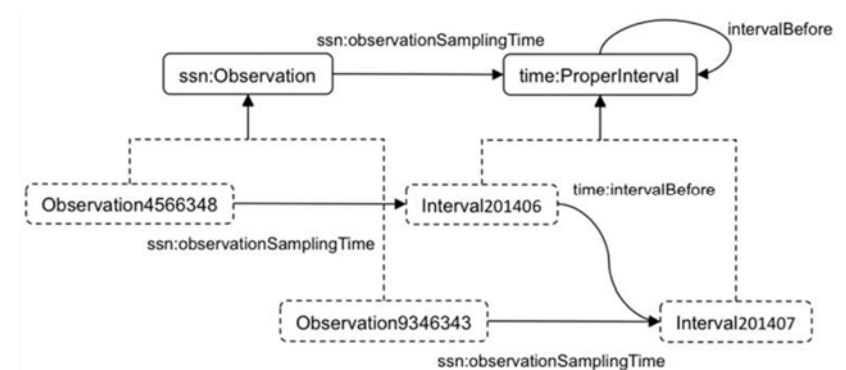 intervalBefore
ssn:observationSamplingTime
ssn:Observation
time:ProperInterval
time:intervalBefore
Observation4566348
Interval201406
ssn:observationSamplingTime
Observation9346343
Interval201407
ssn:observationSamplingTime